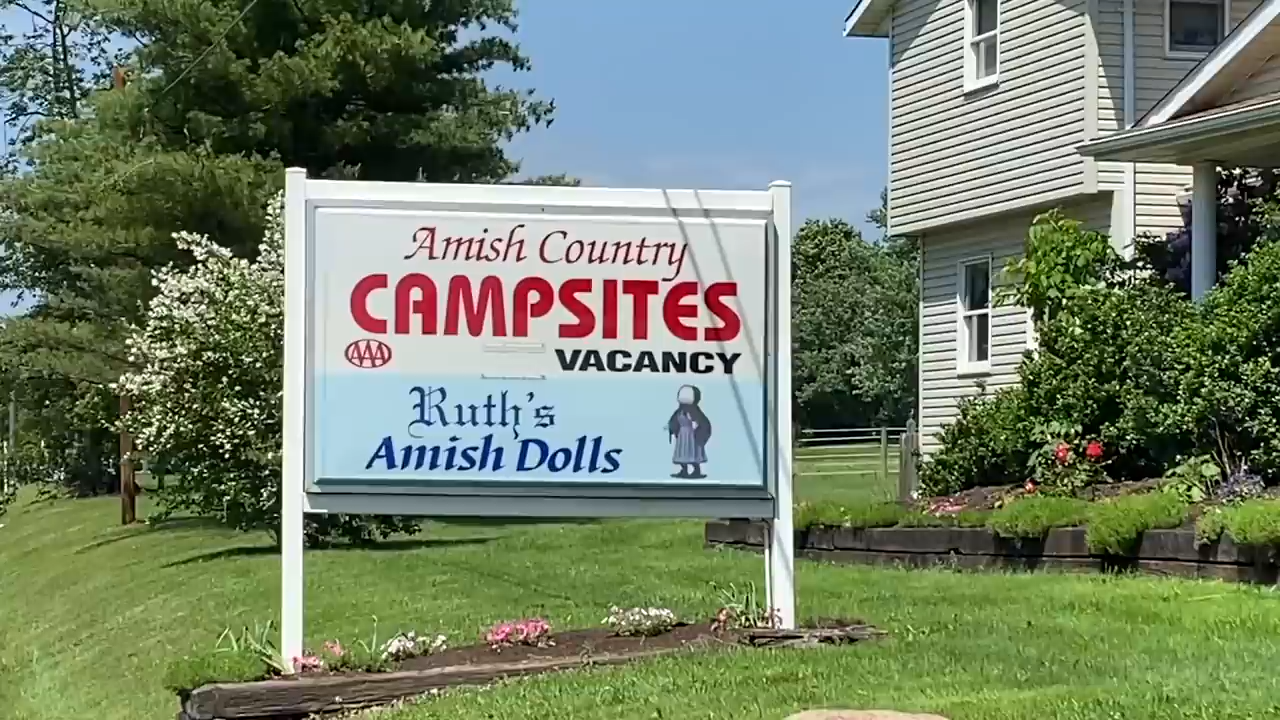 Amish Country
CAMPSITES
AAA
VACANCY
Ruth's
Amish Dolls